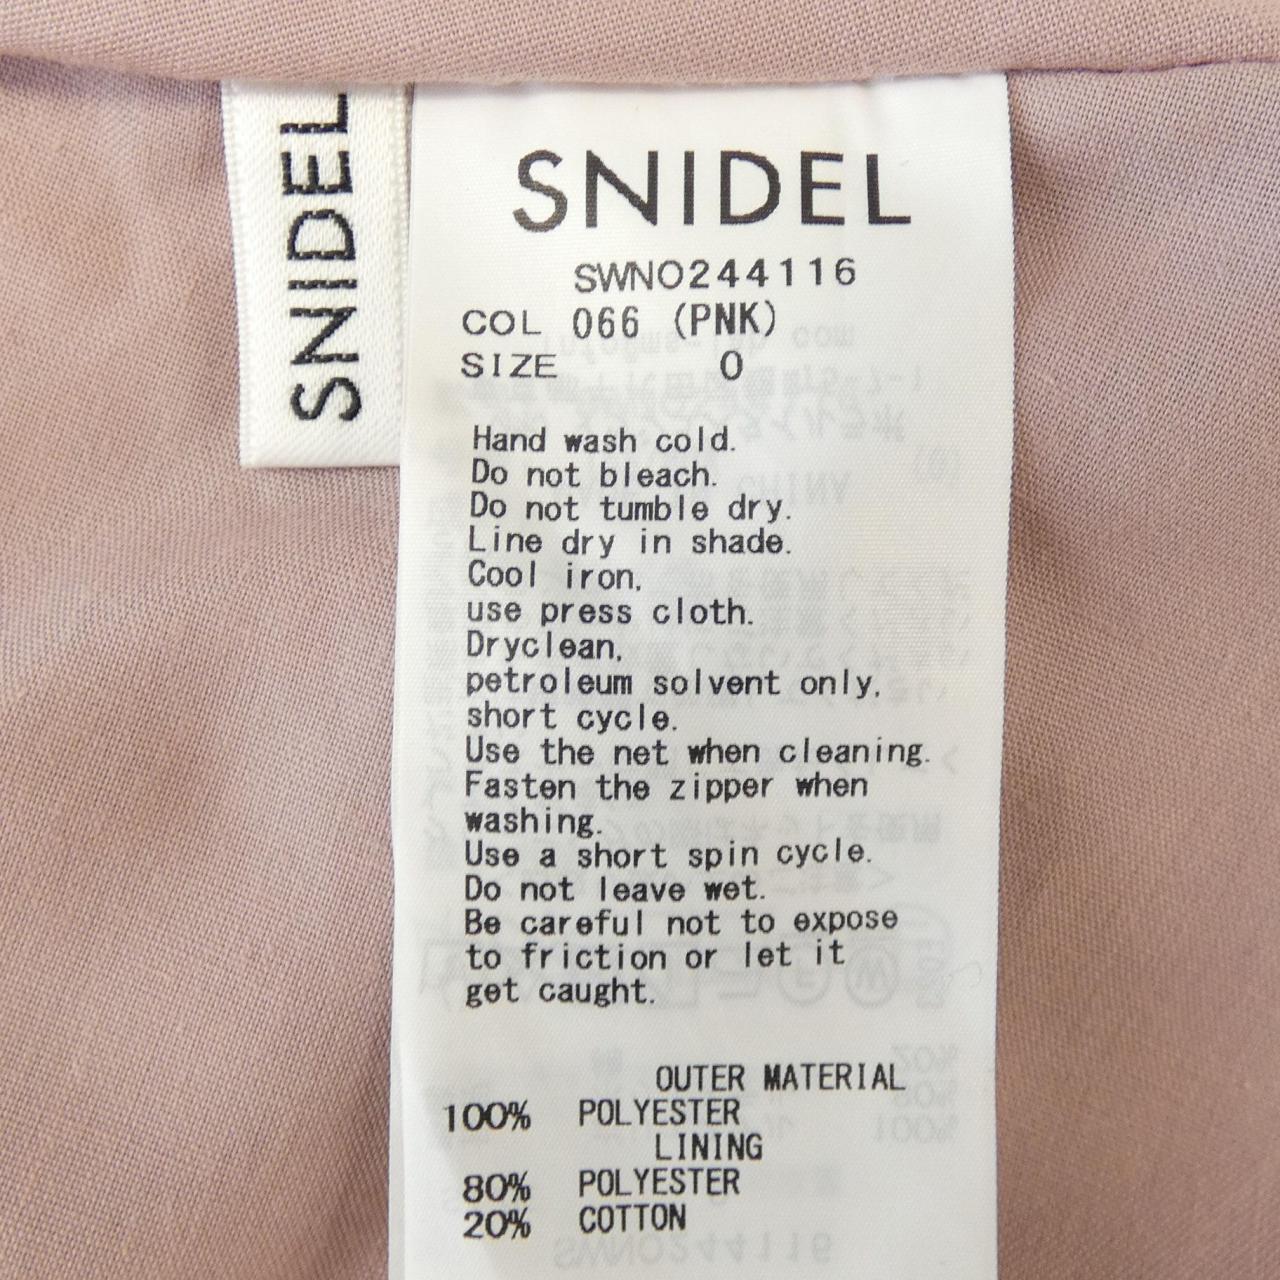 SNIDEL
SNIDEL
SWNO244116
COL 066 (PNK)
SIZE 0
Hand wash cold.
Do not bleach.
Do not tumble dry.
Line dry in shade.
Cool iron,
use press cloth.
Dryclean,
petroleum solvent only,
short cycle.
Use the net when cleaning.
Fasten the zipper when
washing.
Use a short spin cycle.
Do not leave wet.
Be careful not to expose
to friction or let it
get caught.
OUTER MATERIAL
100% POLYESTER
LINING
80% POLYESTER
20% COTTON